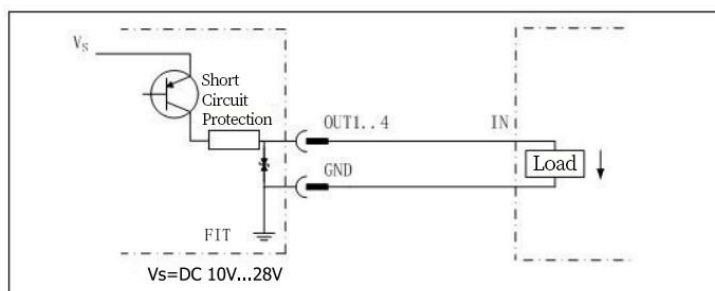 Vs
Short
Circuit
Protection
OUT1..4
IN
Load
GND
FIT
Vs=DC 10V...28V